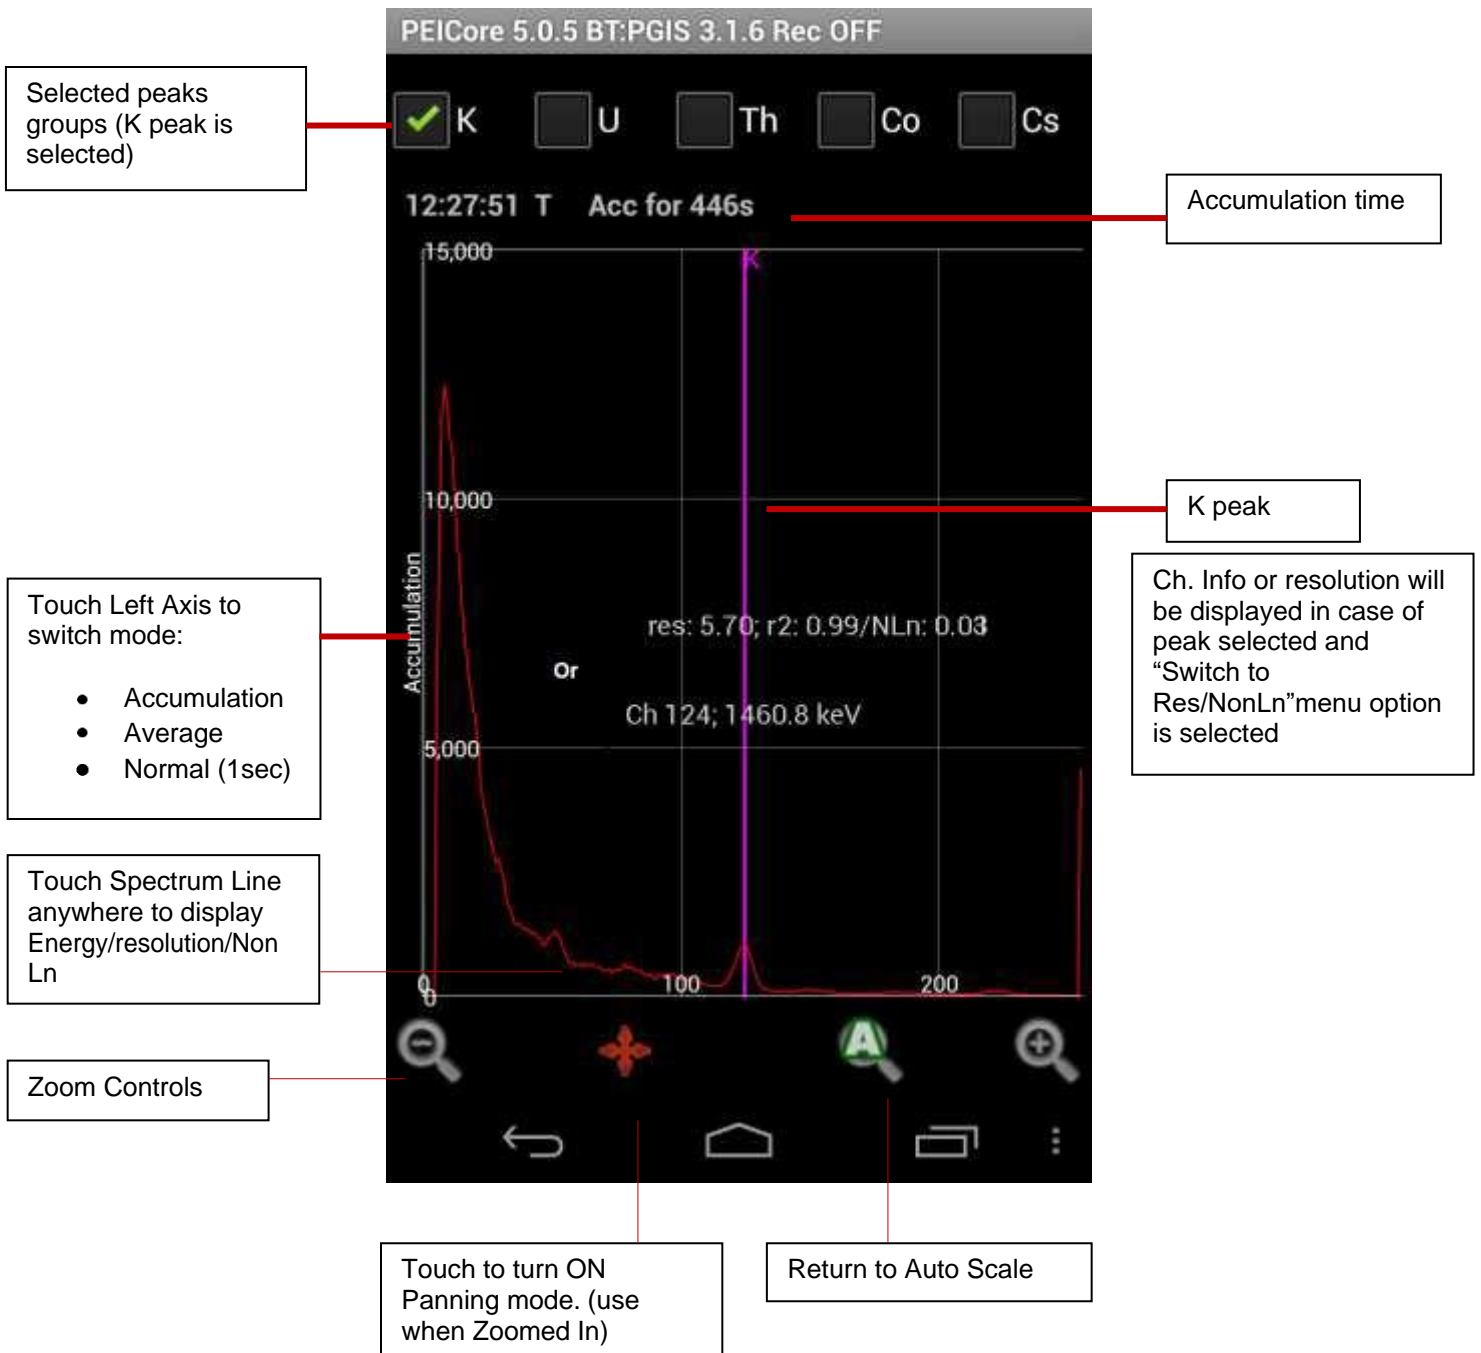 PEICore 5.0.5 BT:PGIS 3.1.6 Rec OFF
Selected peaks
groups (K peak is
selected)
K U Th Co Cs
12:27:51 T Acc for 446s
Accumulation time
15,000
K
10,000
K peak
Ch. Info or resolution will
be displayed in case of
peak selected and
“Switch to
Res/NonLn”menu option
is selected
Touch Left Axis to
switch mode:
• Accumulation
• Average
• Normal (1sec)
Accumulation
res: 5.70; r2: 0.99/NLn: 0.03
Or
Ch 124; 1460.8 keV
5,000
Touch Spectrum Line
anywhere to display
Energy/resolution/Non
Ln
0 100 200
0
Zoom Controls
A
Touch to turn ON
Panning mode. (use
when Zoomed In)
Return to Auto Scale